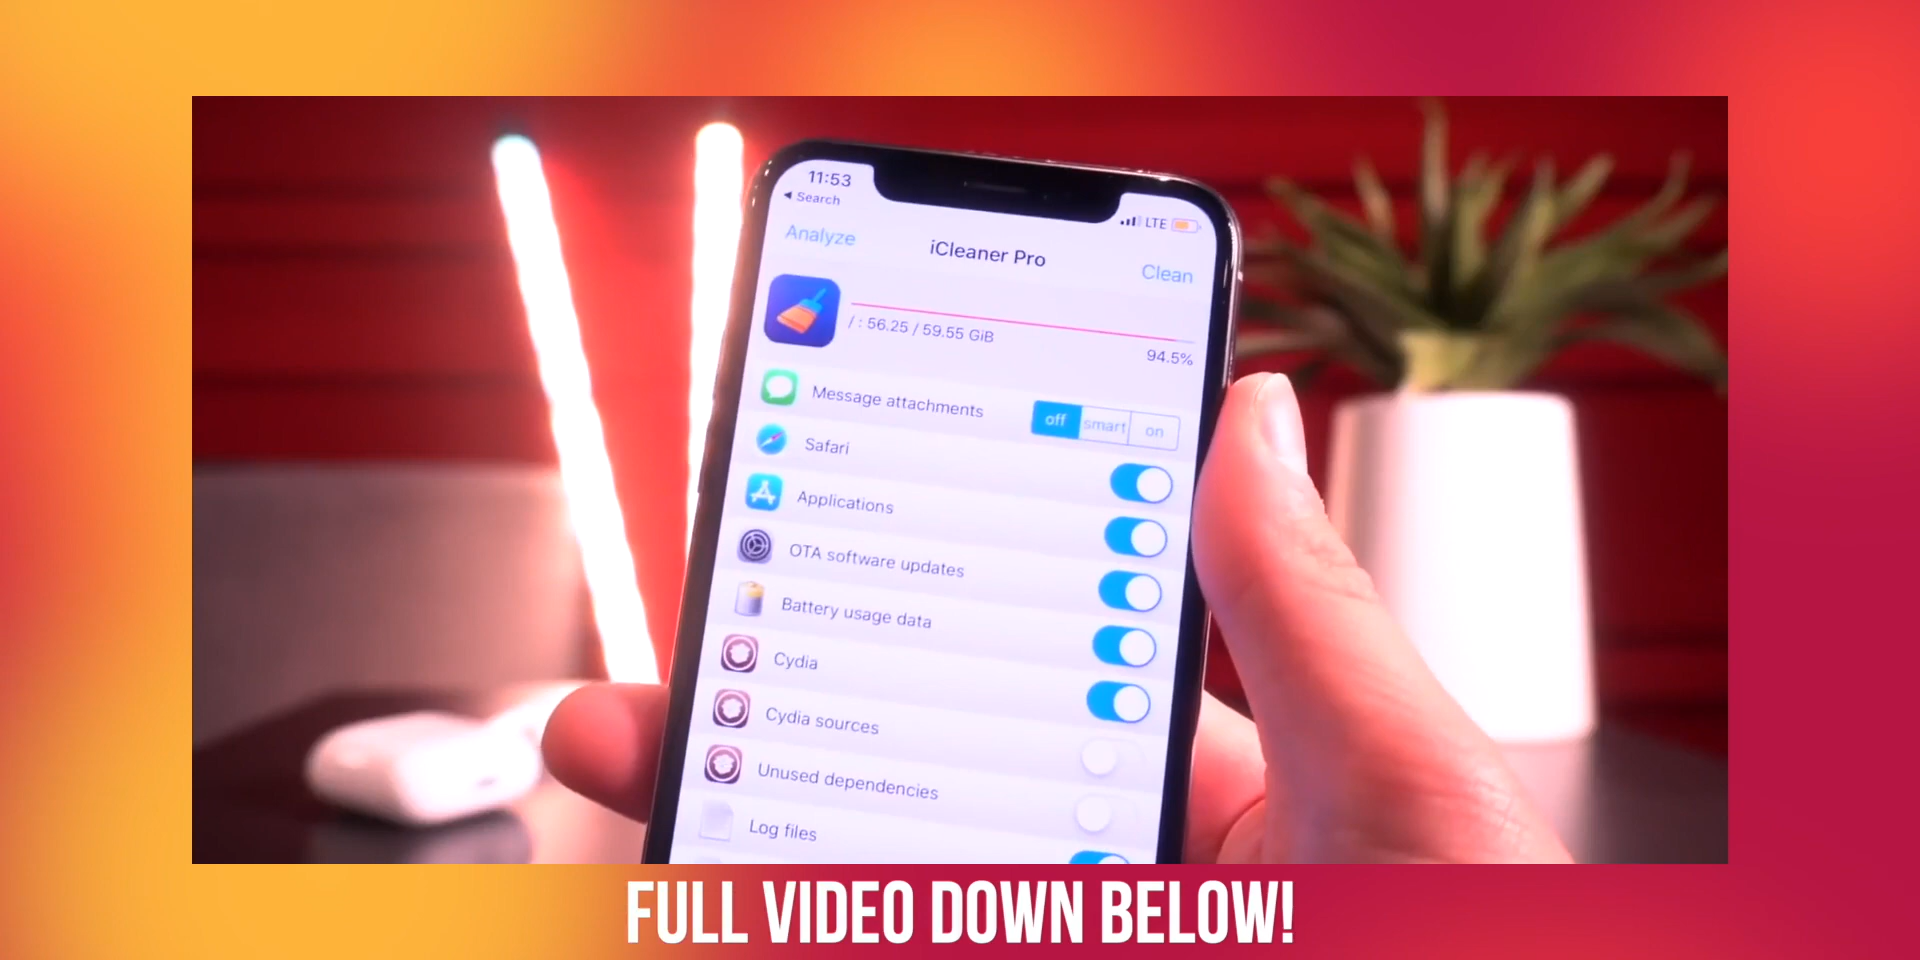 11:53
Search
LTE
Analyze
iCleaner Pro
Clean
/ : 56.25 / 59.55 GiB
94.5%
Message attachments
off smart on
Safari
Applications
OTA software updates
Battery usage data
Cydia
Cydia sources
Unused dependencies
Log files
FULL VIDEO DOWN BELOW!